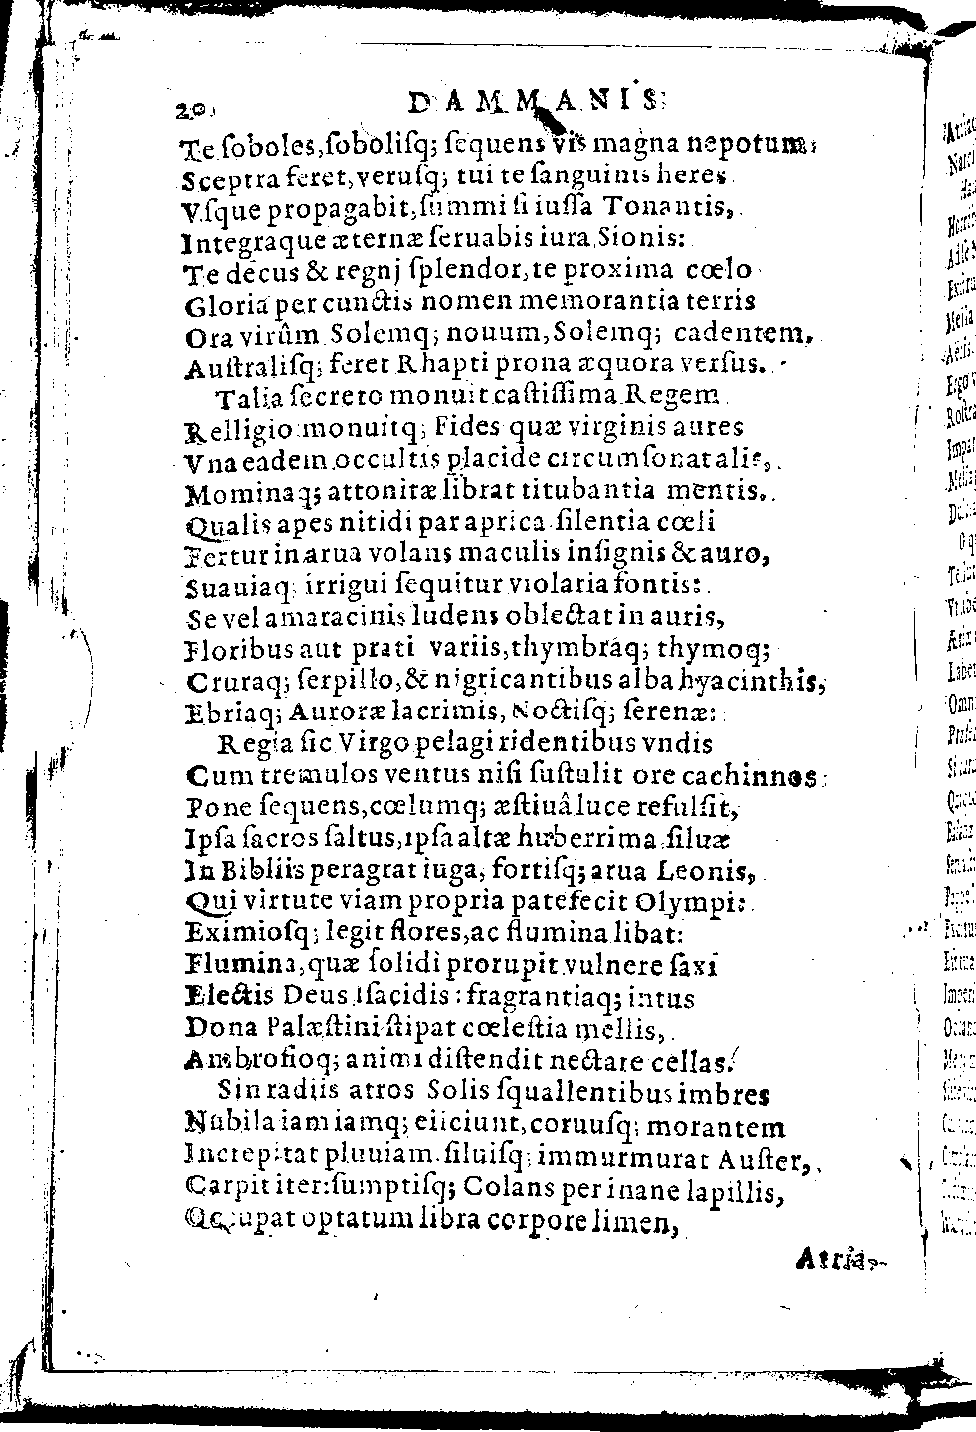 20. DAMMANIS
Te ſoboles, ſoboliſq; ſequens vis magna nepotum:
Sceptra feret, veruſq; tui te ſanguinis heres
Vſque propagabit, ſummi ſi iuſſa Tonantis,
Integraque æternæ ſeruabis iura Sionis:
Te decus & regnj ſplendor, te proxima cœlo
Gloria per cunctis nomen memorantia terris
Ora virûm Solemq; nouum, Solemq; cadentem,
Auſtraliſq; feret Rhapti prona æquora verſus.
Talia ſecreto monuit caſtiſſima Regem
Relligio monuitq; Fides quæ virginis aures
Vna eadem occultis placide circumſonat alis,
Mominaq; attonitæ librat titubantia mentis.
Qualis apes nitidi par aprica ſilentia cœli
Fertur in arua volans maculis inſignis & auro,
Suauiaq; irrigui ſequitur violaria fontis:
Se vel amaracinis ludens oblectat in auris,
Floribus aut prati variis, thymbráq; thymoq;
Cruraq; ſerpillo, & nigricantibus alba hyacinthis,
Ebriaq; Auroræ lacrimis, Noctiſq; ſerenæ:
Regia ſic Virgo pelagi ridentibus vndis
Cum tremulos ventus niſi ſuſtulit ore cachinnos:
Pone ſequens, cœlumq; æſtiuâ luce refulſit,
Ipſa ſacros ſaltus, ipſa altæ huberrima ſiluæ
In Bibliis peragrat iuga, fortiſq; arua Leonis,
Qui virtute viam propria patefecit Olympi:
Eximioſq; legit flores, ac flumina libat:
Flumina, quæ ſolidi prorupit vulnere ſaxi
Electis Deus Iſacidis: fragrantiaq; intus
Dona Palæſtini ſtipat cœleſtia mellis,
Ambroſioq; animi diſtendit nectare cellas.
Sin radiis atros Solis ſquallentibus imbres
Nubila iam iamq; eiiciunt, coruuſq; morantem
Increpitat pluuiam ſiluiſq; immurmurat Auſter,
Carpit iter: ſumptiſq; Colans per inane lapillis,
Occupat optatum libra corpore limen,
Atria